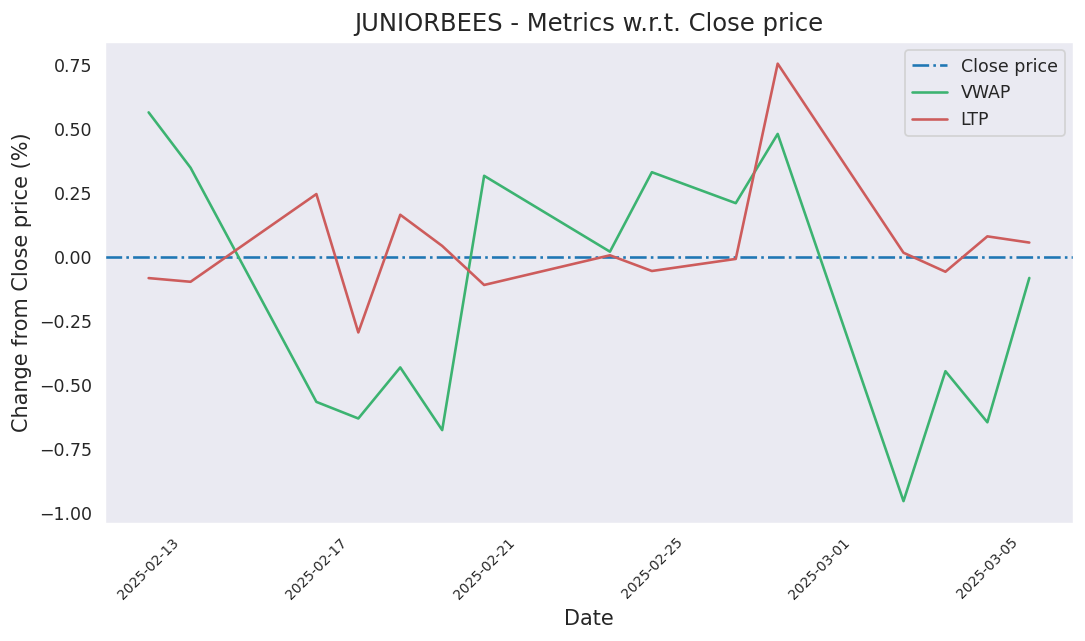 JUNIORBEES - Metrics w.r.t. Close price
Close price
VWAP
LTP
Change from Close price (%)
0.75
0.50
0.25
0.00
−0.25
−0.50
−0.75
−1.00
2025-02-13
2025-02-17
2025-02-21
2025-02-25
2025-03-01
2025-03-05
Date